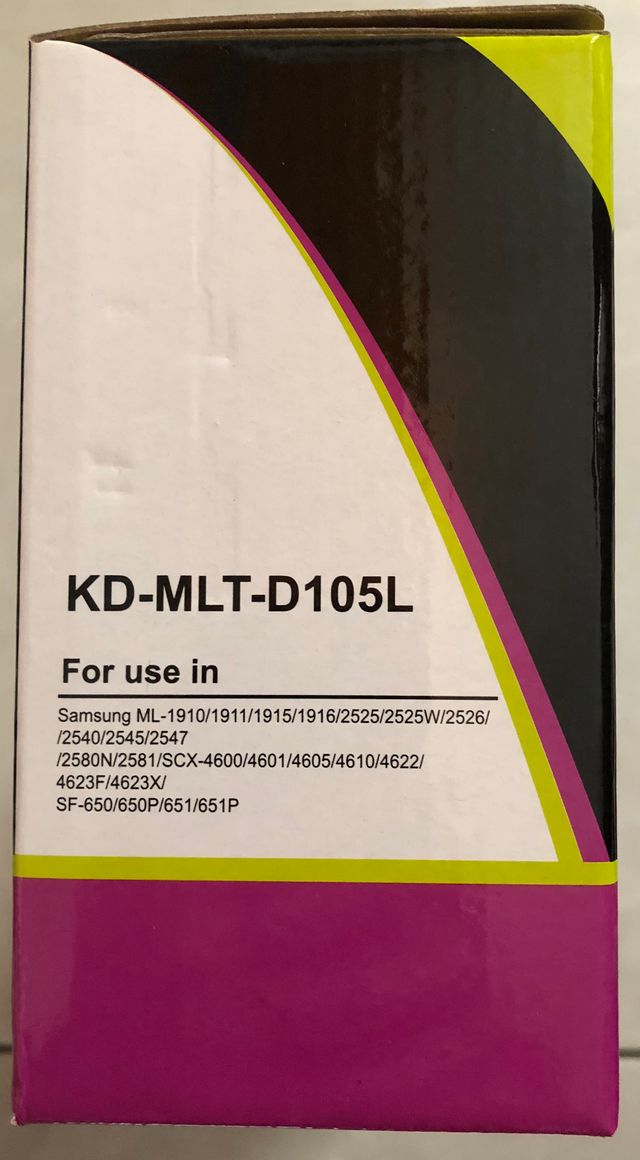 KD-MLT-D105L
For use in
Samsung ML-1910/1911/1915/1916/2525/2525W/2526/
/2540/2545/2547
/2580N/2581/SCX-4600/4601/4605/4610/4622/
4623F/4623X/
SF-650/650P/651/651P